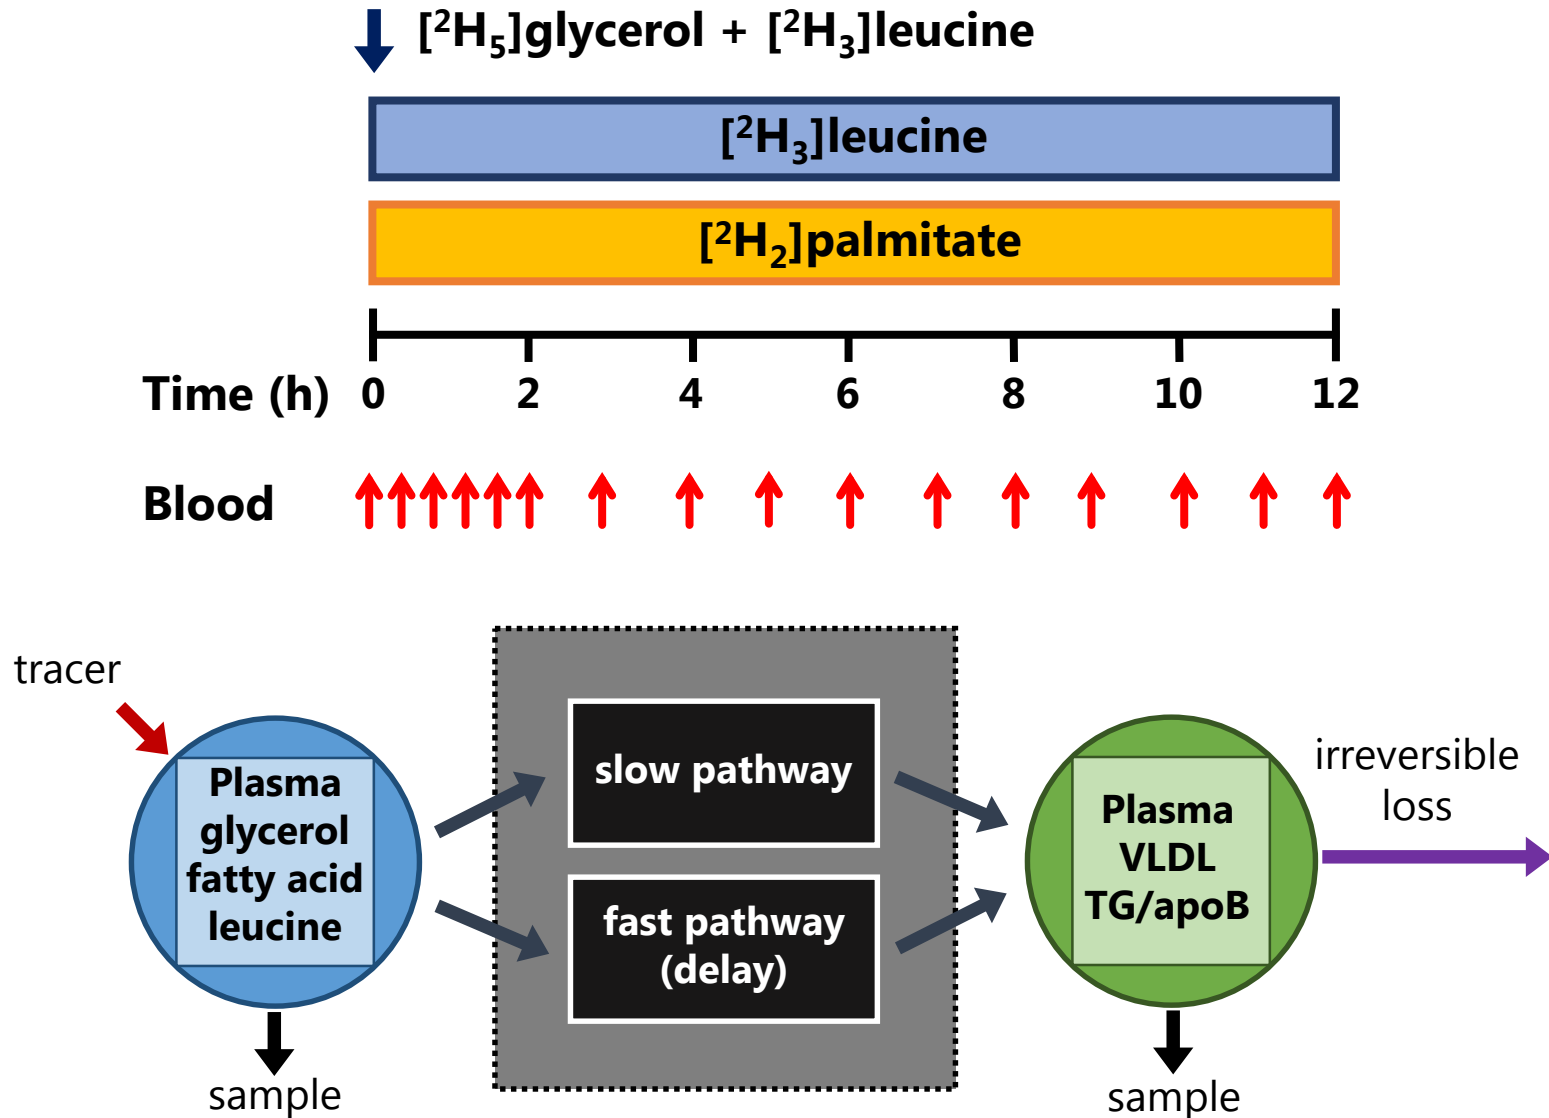 [²H₅]glycerol + [²H₃]leucine
[²H₃]leucine
[²H₂]palmitate
Time (h) 0 2 4 6 8 10 12
Blood
tracer
Plasma
glycerol
fatty acid
leucine
sample
slow pathway
fast pathway
(delay)
Plasma
VLDL
TG/apoB
sample
irreversible
loss